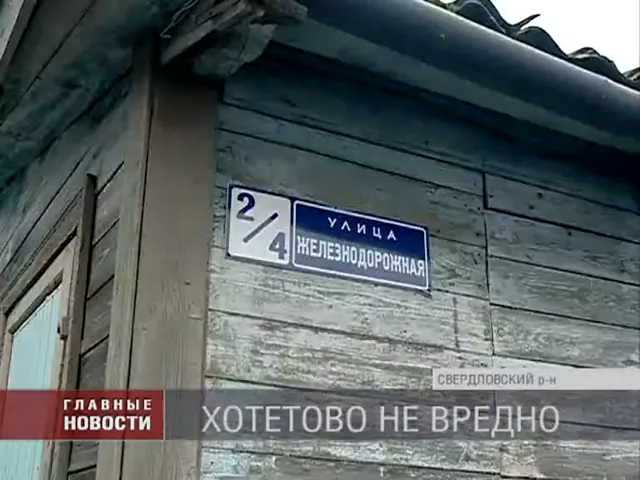 2/4
УЛИЦА
ЖЕЛЕЗНОДОРОЖНАЯ
СВЕРДЛОВСКИЙ р-н
ГЛАВНЫЕ
НОВОСТИ
ХОТЕТОВО НЕ ВРЕДНО